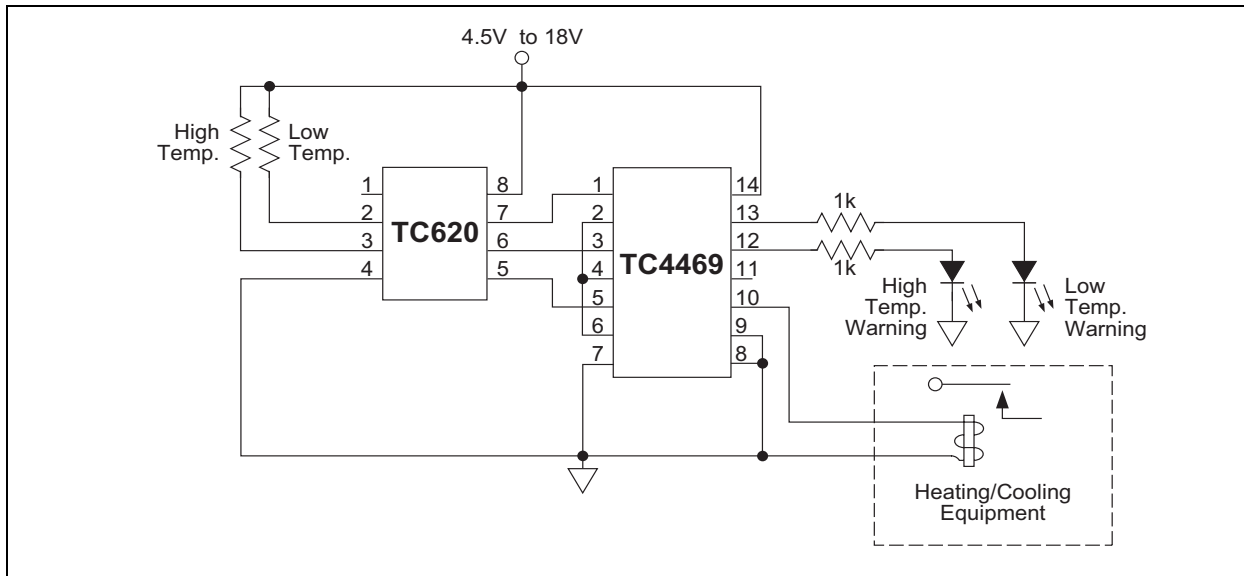 4.5V to 18V
High
Temp.
Low
Temp.
1
2
3
4
TC620
8
7
6
5
1
2
3
4
5
6
7
TC4469
14
13
12
11
10
9
8
1k
1k
High
Temp.
Warning
Low
Temp.
Warning
Heating/Cooling
Equipment